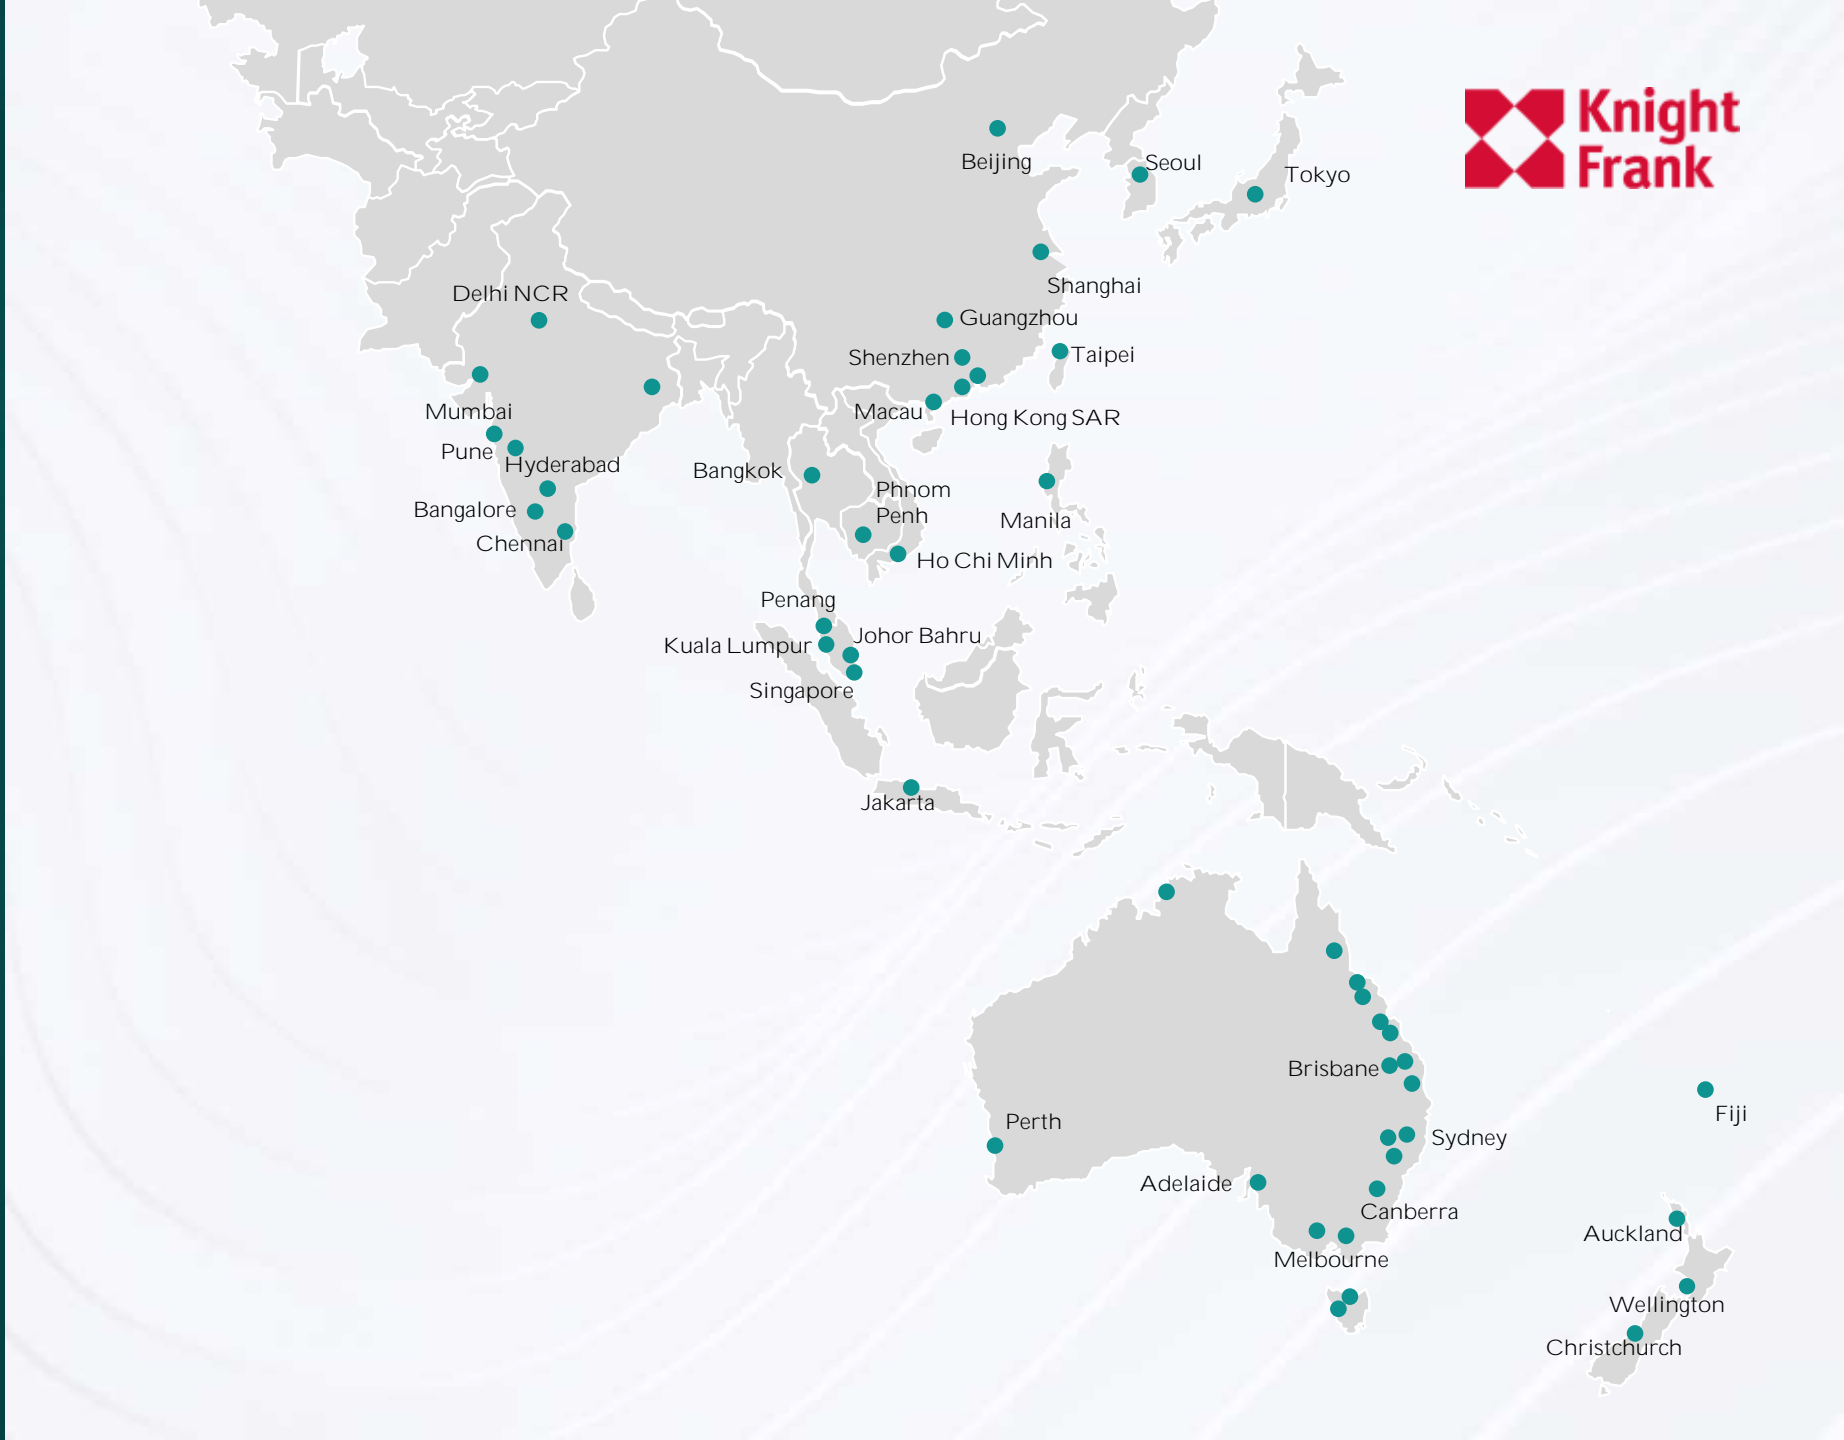 Knight
Frank
Beijing
Seoul
Tokyo
Shanghai
Delhi NCR
Guangzhou
Shenzhen
Taipei
Mumbai
Macau
Hong Kong SAR
Pune
Hyderabad
Bangkok
Phnom
Penh
Bangalore
Manila
Chennai
Ho Chi Minh
Penang
Johor Bahru
Kuala Lumpur
Singapore
Jakarta
Brisbane
Fiji
Perth
Sydney
Adelaide
Canberra
Auckland
Melbourne
Wellington
Christchurch